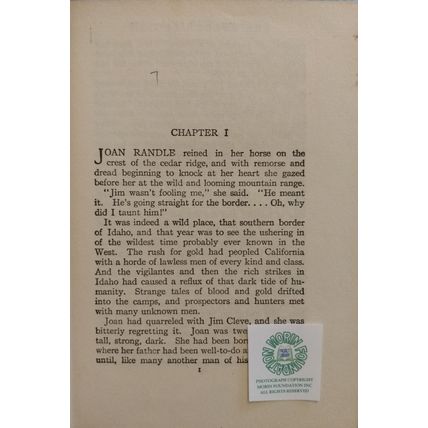 7
CHAPTER I
JOAN RANDLE reined in her horse on the
crest of the cedar ridge, and with remorse and
dread beginning to knock at her heart she gazed
before her at the wild and looming mountain range.
"Jim wasn't fooling me," she said. "He meant
it. He's going straight for the border. . . . Oh, why
did I taunt him!"
It was indeed a wild place, that southern border
of Idaho, and that year was to see the ushering in
of the wildest time probably ever known in the
West. The rush for gold had peopled California
with a horde of lawless men of every kind and class.
And the vigilantes and then the rich strikes in
Idaho had caused a reflux of that dark tide of hu-
manity. Strange tales of blood and gold drifted
into the camps, and prospectors and hunters met
with many unknown men.
Joan had quarreled with Jim Cleve, and she was
bitterly regretting it. Joan was twe
tall, strong, dark. She had been bor
where her father had been well-to-do a
until, like many another man of his
1
MORIN FOUNDATION
PHOTOGRAPH COPYRIGHT
MORIN FOUNDATION INC
ALL RIGHTS RESERVED